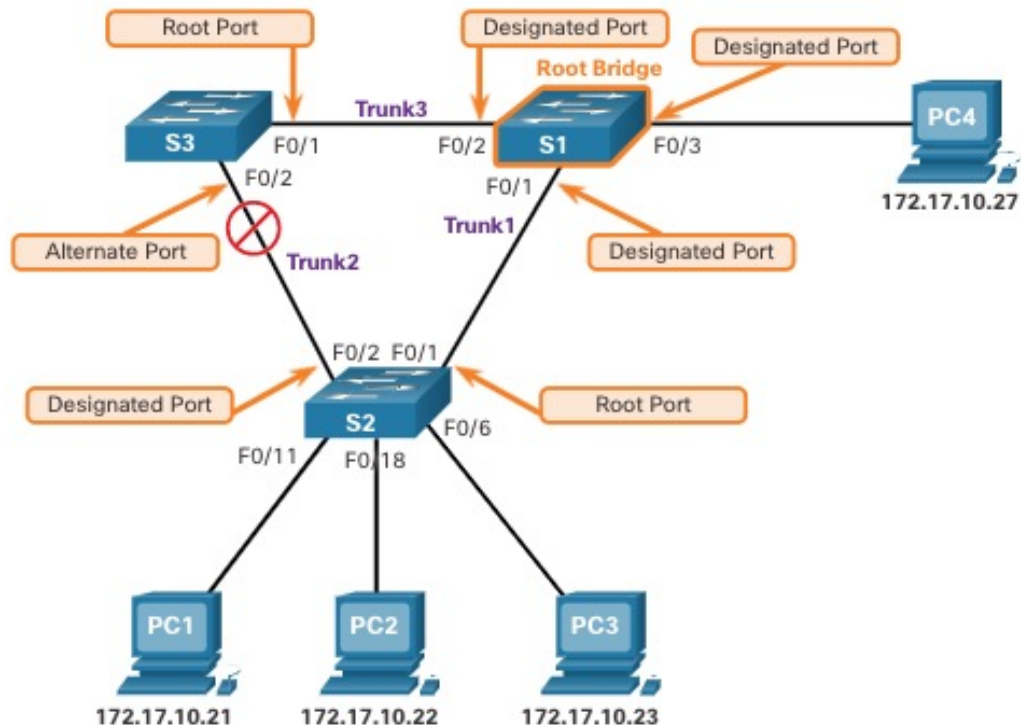 Root Port
Designated Port
Designated Port
Root Bridge
Trunk3
S3
F0/1
F0/2
S1
F0/3
PC4
F0/2
F0/1
172.17.10.27
Alternate Port
Trunk1
Designated Port
Trunk2
F0/2
F0/1
Designated Port
Root Port
S2
F0/6
F0/11
F0/18
PC1
PC2
PC3
172.17.10.21
172.17.10.22
172.17.10.23